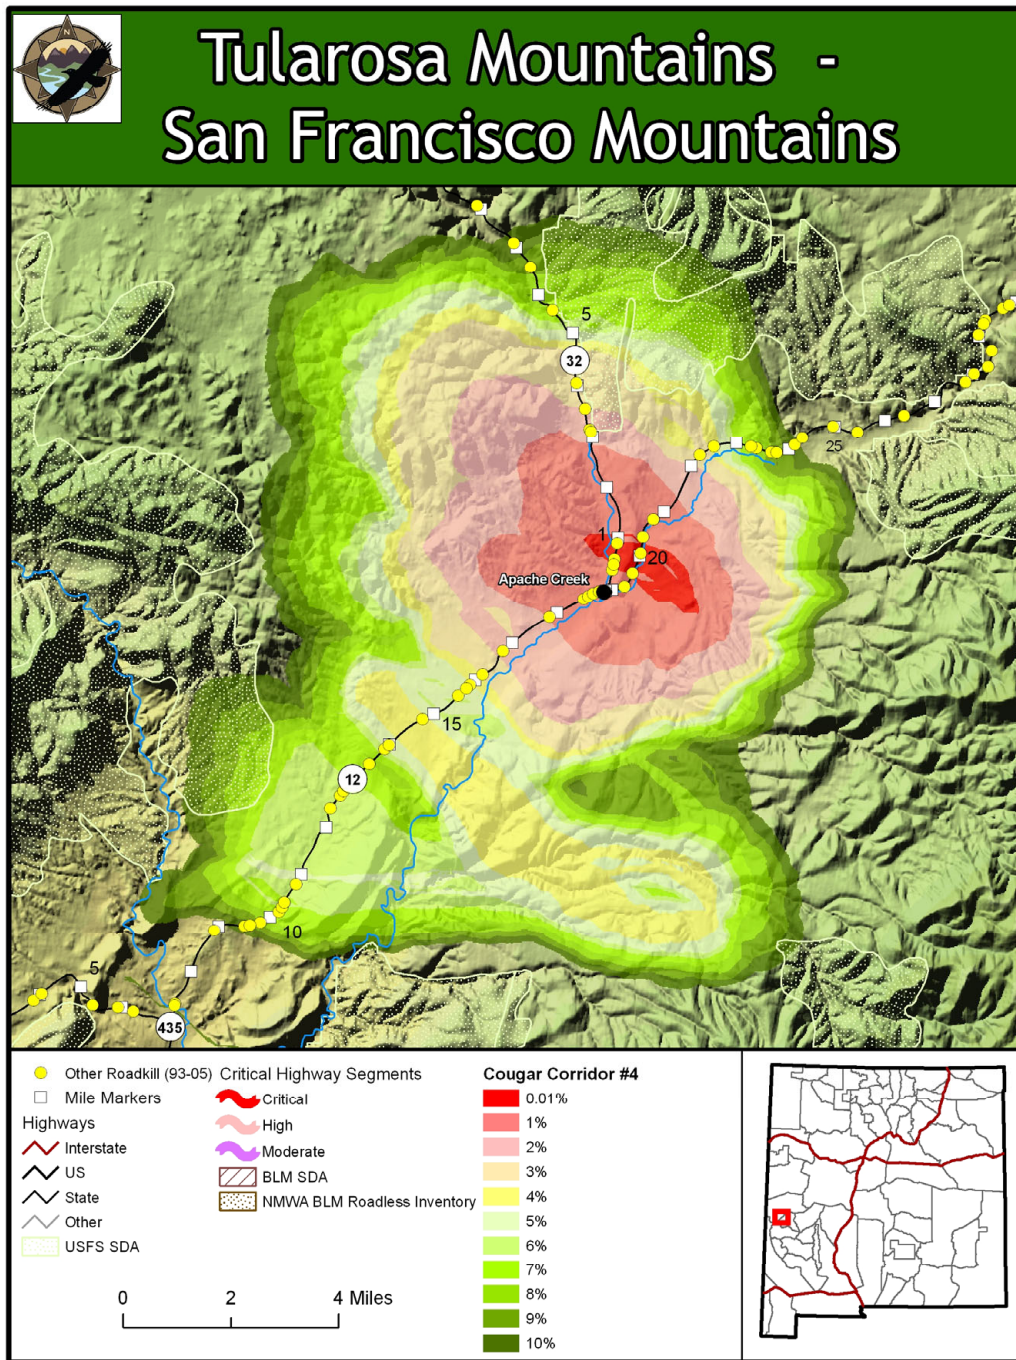 N
Tularosa Mountains -
San Francisco Mountains
5
32
25
1
20
Apache Creek
15
12
10
5
435
Other Roadkill (93-05)
Mile Markers
Highways
Interstate
US
State
Other
USFS SDA
Critical Highway Segments
Critical
High
Moderate
BLM SDA
NMWA BLM Roadless Inventory
0 2 4 Miles
Cougar Corridor #4
0.01%
1%
2%
3%
4%
5%
6%
7%
8%
9%
10%